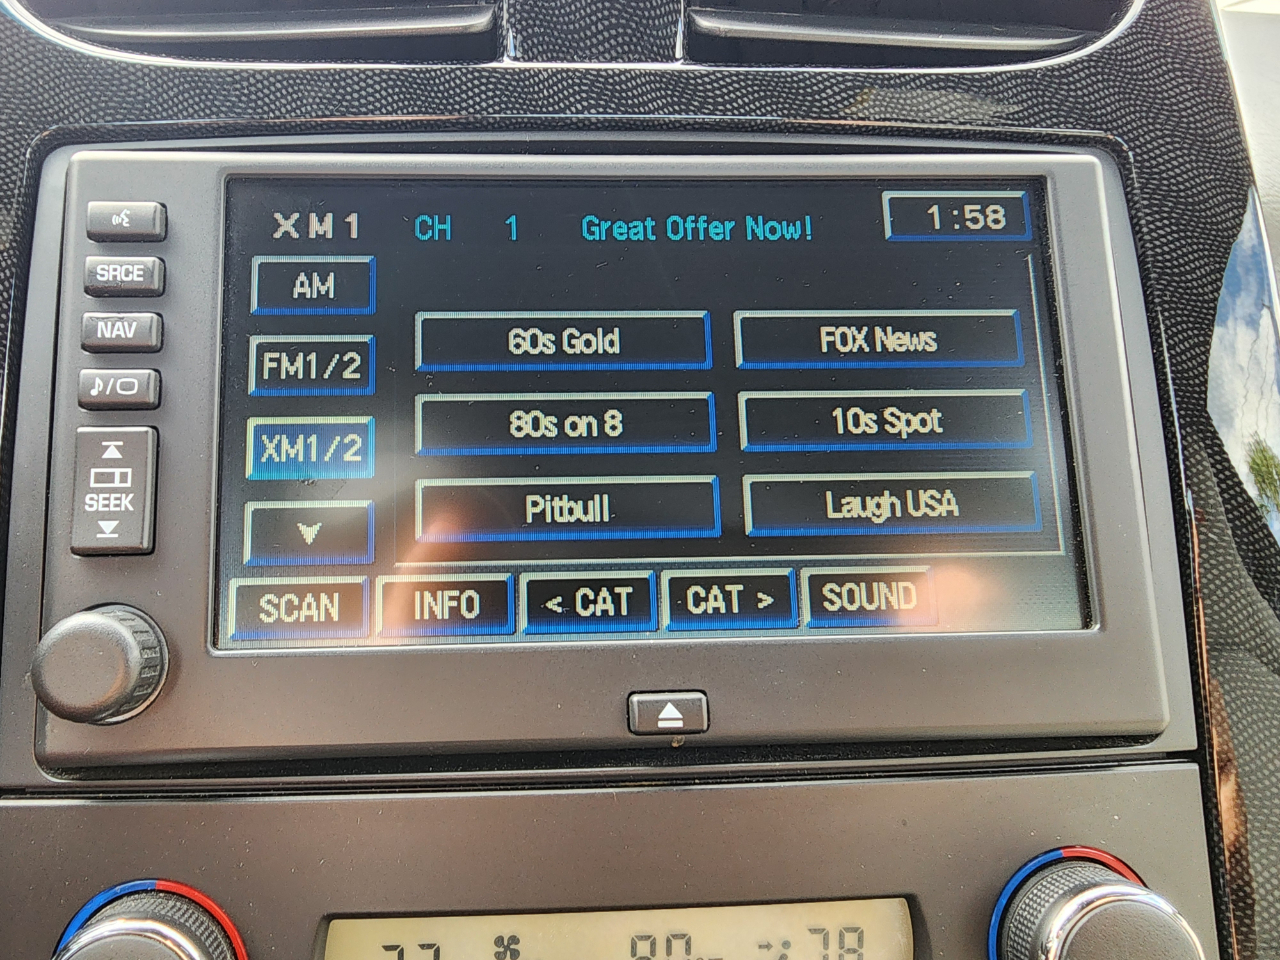 XM1 CH 1 Great Offer Now! 1:58
SRCE
NAV
SEEK
AM
FM1/2
XM1/2
60s Gold
FOX News
80s on 8
10s Spot
Pitbull
Laugh USA
SCAN
INFO
< CAT
CAT >
SOUND
78